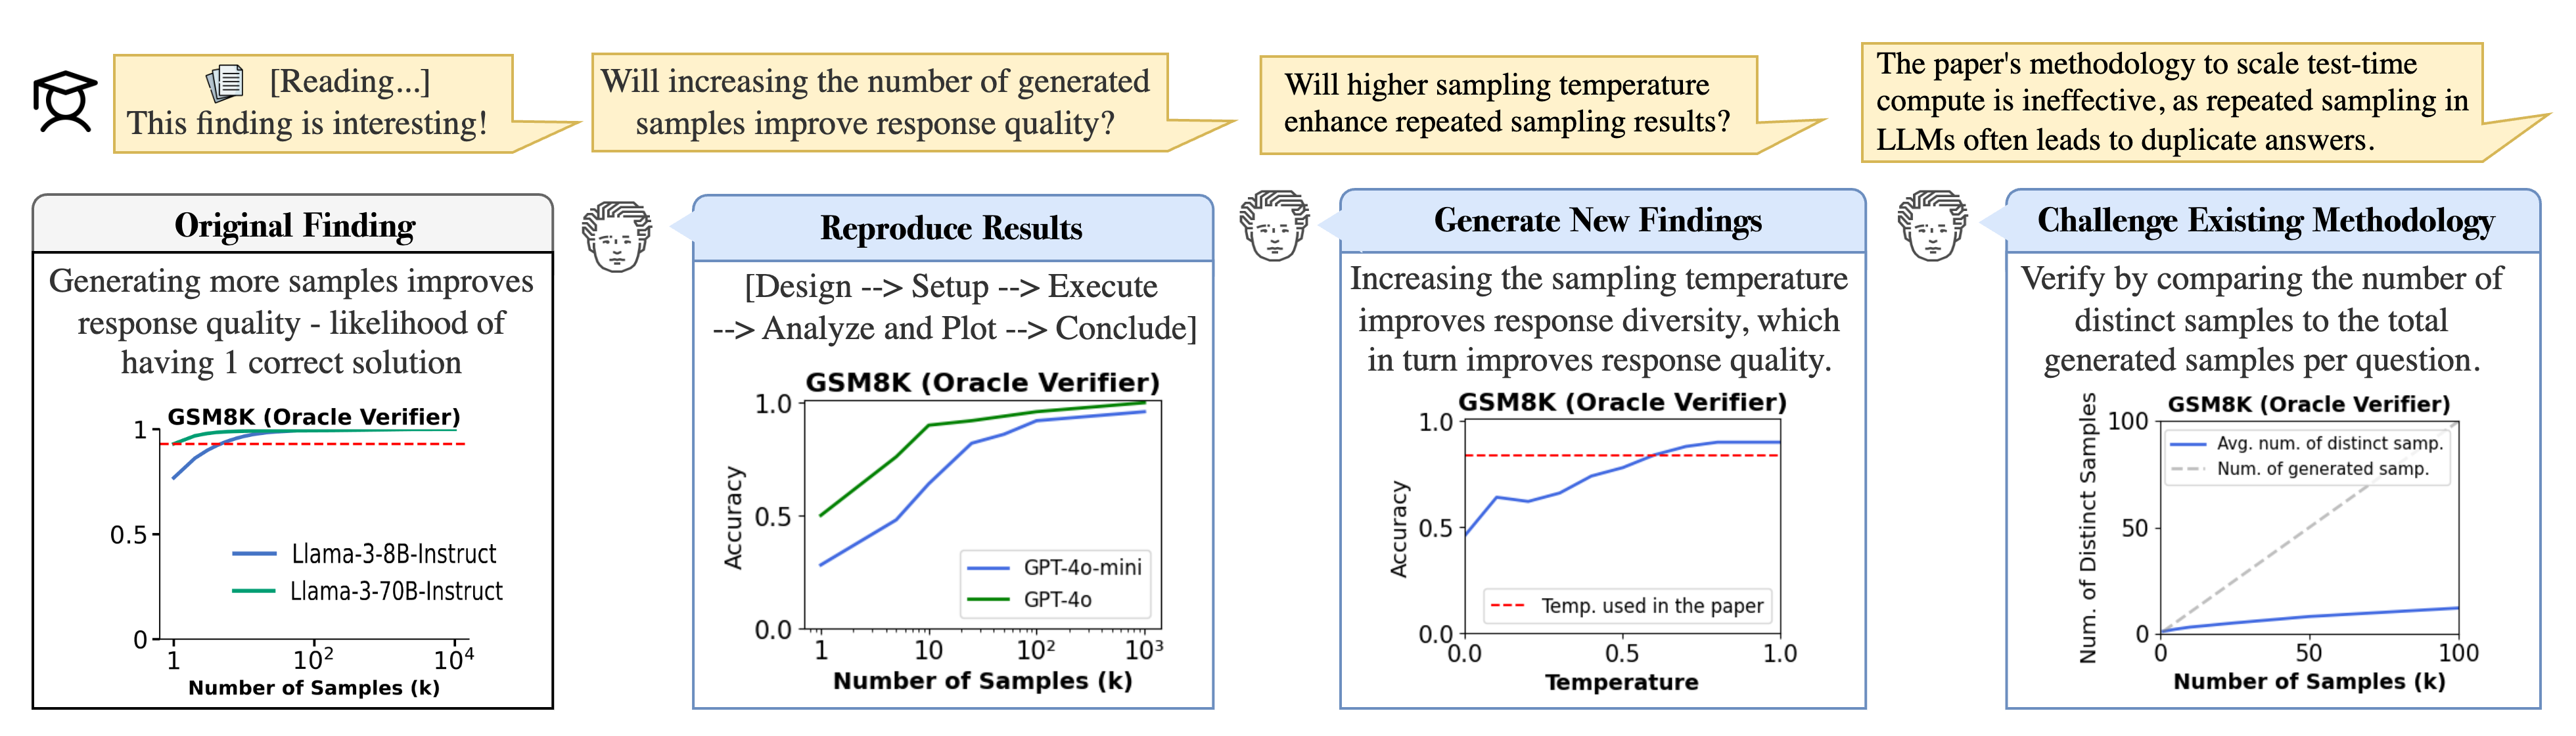 [Reading...]
This finding is interesting!
Will increasing the number of generated
samples improve response quality?
Will higher sampling temperature
enhance repeated sampling results?
The paper's methodology to scale test-time
compute is ineffective, as repeated sampling in
LLMs often leads to duplicate answers.
Original Finding
Generating more samples improves
response quality - likelihood of
having 1 correct solution
GSM8K (Oracle Verifier)
1
0.5
0
Llama-3-8B-Instruct
Llama-3-70B-Instruct
1 10² 10⁴
Number of Samples (k)
Reproduce Results
[Design --> Setup --> Execute
--> Analyze and Plot --> Conclude]
GSM8K (Oracle Verifier)
Accuracy
1.0
0.5
0.0
GPT-4o-mini
GPT-4o
1 10 10² 10³
Number of Samples (k)
Generate New Findings
Increasing the sampling temperature
improves response diversity, which
in turn improves response quality.
GSM8K (Oracle Verifier)
Accuracy
1.0
0.5
0.0
Temp. used in the paper
0.0 0.5 1.0
Temperature
Challenge Existing Methodology
Verify by comparing the number of
distinct samples to the total
generated samples per question.
GSM8K (Oracle Verifier)
Num. of Distinct Samples
100
50
0
Avg. num. of distinct samp.
Num. of generated samp.
0 50 100
Number of Samples (k)